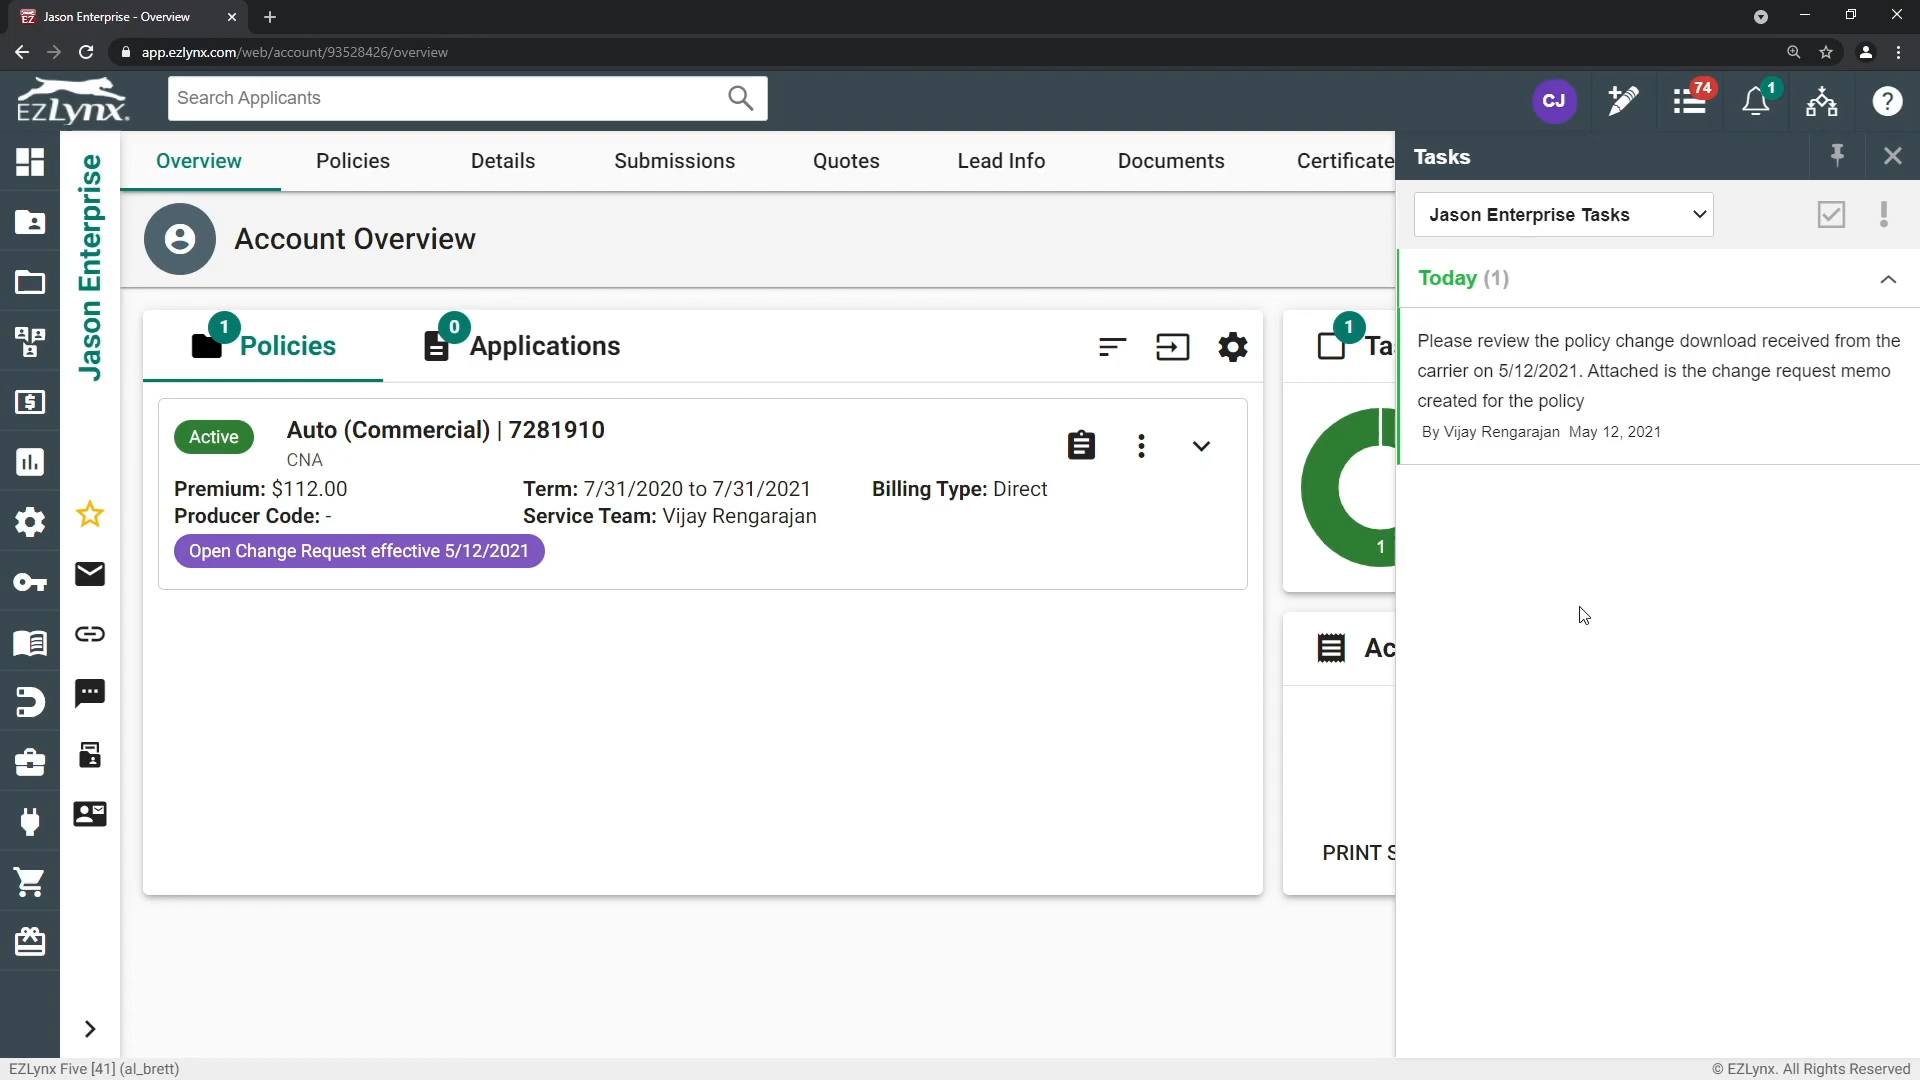 Jason Enterprise - Overview
app.ezlynx.com/web/account/93528426/overview
EZLynx.
Search Applicants
CJ
74
1
Jason Enterprise
Overview
Policies
Details
Submissions
Quotes
Lead Info
Documents
Certificate
Account Overview
1
Policies
0
Applications
Active
Auto (Commercial) | 7281910
CNA
Premium: $112.00
Term: 7/31/2020 to 7/31/2021
Billing Type: Direct
Producer Code: -
Service Team: Vijay Rengarajan
Open Change Request effective 5/12/2021
1
Ta
1
Ac
PRINT S
Tasks
Jason Enterprise Tasks
Today (1)
Please review the policy change download received from the
carrier on 5/12/2021. Attached is the change request memo
created for the policy
By Vijay Rengarajan May 12, 2021
EZLynx Five [41] (al_brett)
© EZLynx. All Rights Reserved